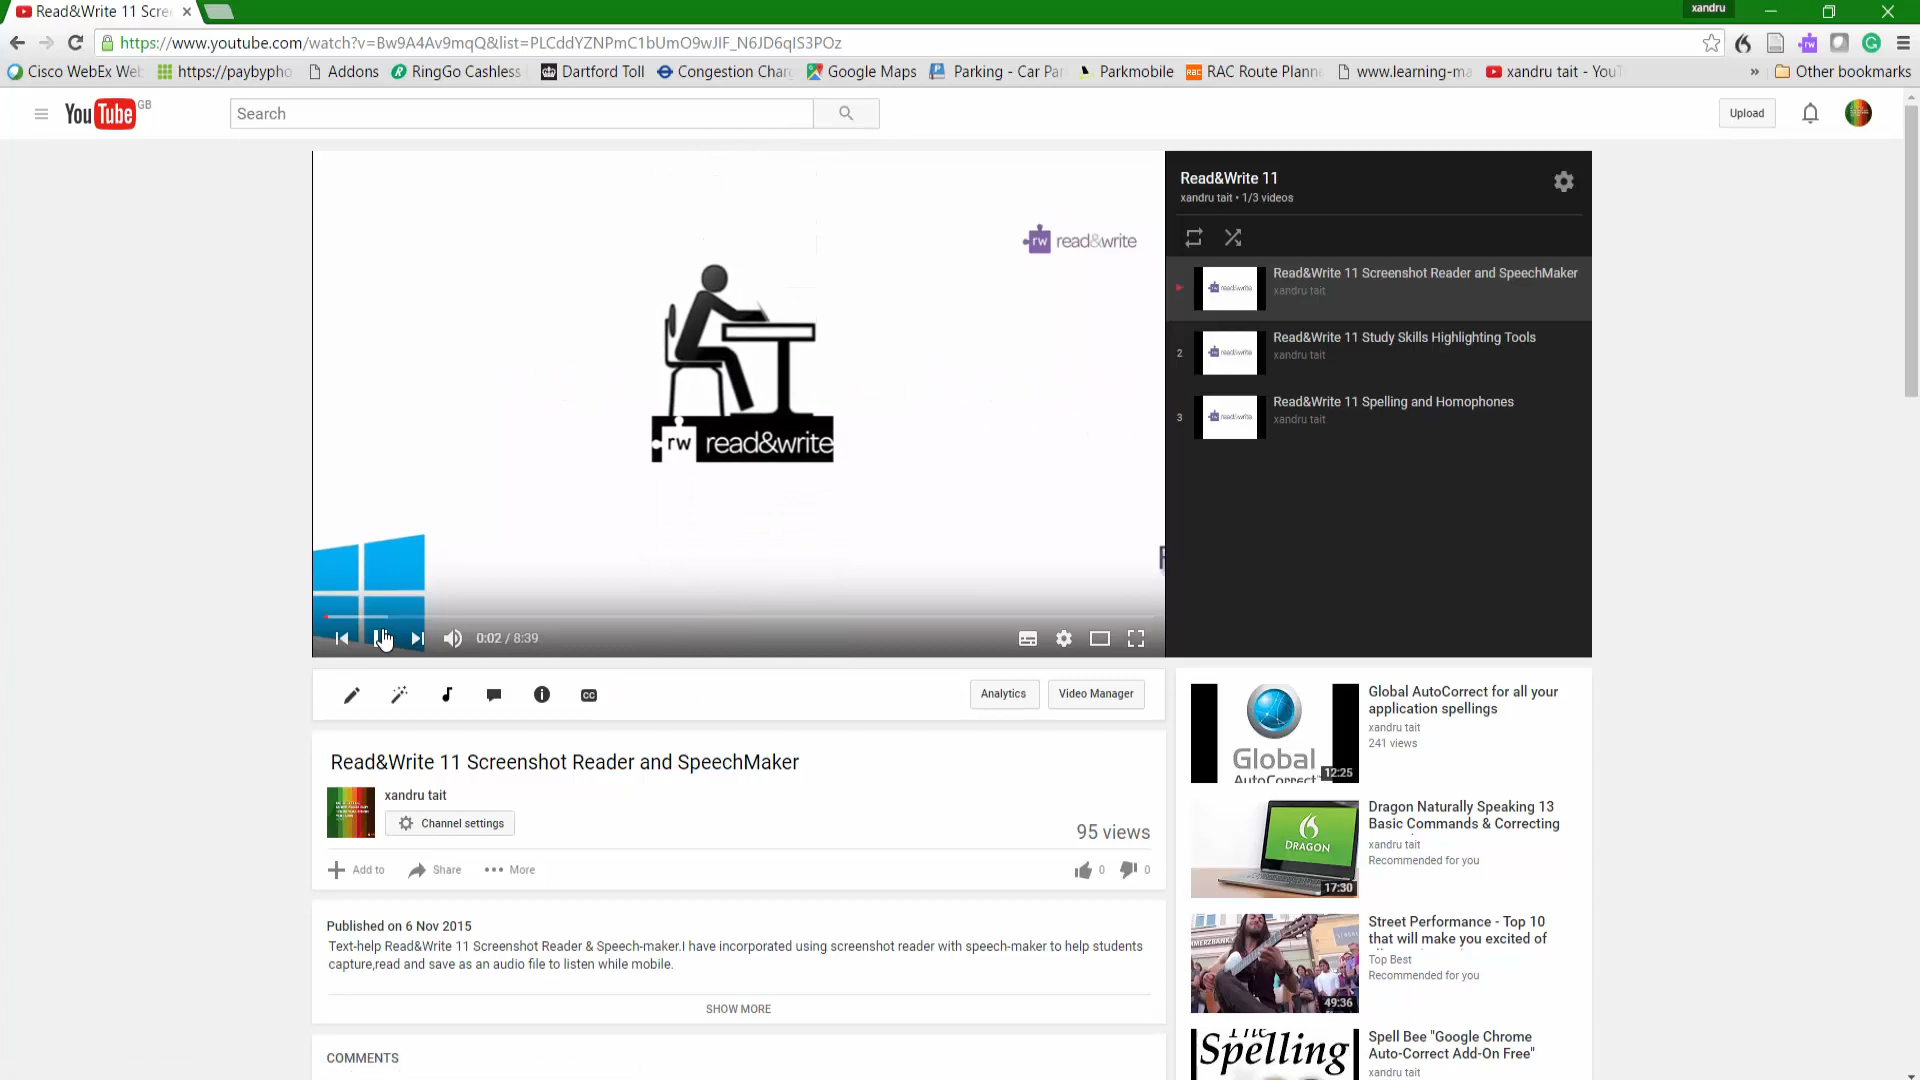 Read&Write 11 Scre
xandru
https://www.youtube.com/watch?v=Bw9A4Av9mqQ&list=PLCddYZNPmC1bUmO9wJIF_N6JD6qIS3POz
Cisco WebEx We
https://paybypho
Addons
RingGo Cashless
Dartford Toll
Congestion Char
Google Maps
Parking - Car Pa
Parkmobile
RAC Route Plann
www.learning-m
xandru tait - You
» Other bookmarks
YouTube GB
Search
Upload
rw read&write
rw read&write
0:02 / 8:39
Read&Write 11
xandru tait • 1/3 videos
Read&Write 11 Screenshot Reader and SpeechMaker
xandru tait
2
Read&Write 11 Study Skills Highlighting Tools
xandru tait
3
Read&Write 11 Spelling and Homophones
xandru tait
CC
Analytics
Video Manager
Read&Write 11 Screenshot Reader and SpeechMaker
xandru tait
Channel settings
95 views
Add to
Share
More
0
0
Published on 6 Nov 2015
Text-help Read&Write 11 Screenshot Reader & Speech-maker.I have incorporated using screenshot reader with speech-maker to help students
capture,read and save as an audio file to listen while mobile.
SHOW MORE
COMMENTS
Global
AutoCorrect
12:25
Global AutoCorrect for all your
application spellings
xandru tait
241 views
DRAGON
17:30
Dragon Naturally Speaking 13
Basic Commands & Correcting
xandru tait
Recommended for you
49:36
Street Performance - Top 10
that will make you excited of
Top Best
Recommended for you
The
Spelling
Spell Bee "Google Chrome
Auto-Correct Add-On Free"
xandru tait